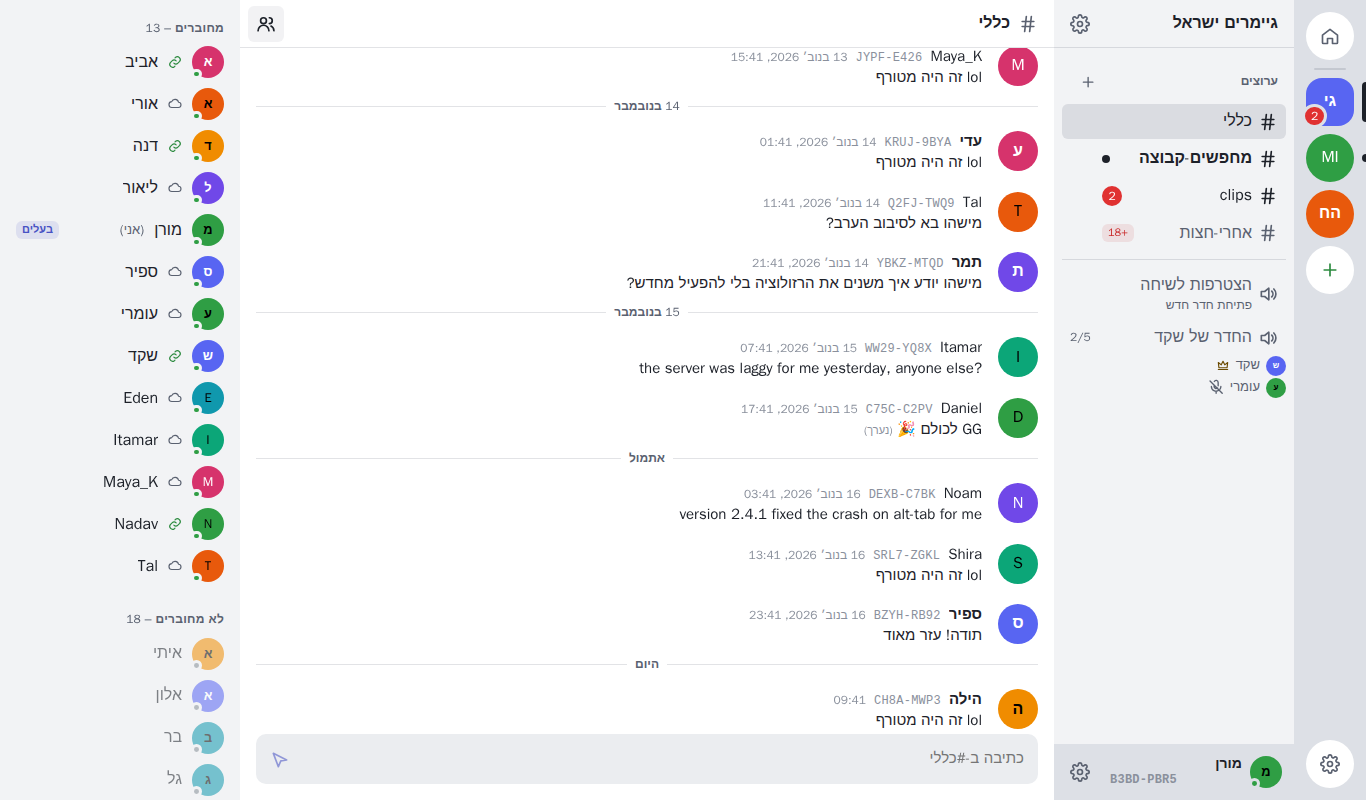 גי
2
MI
הח
גיימרים ישראל
ערוצים
כללי
מחפשים-קבוצה
clips
2
אחרי-חצות
18+
הצטרפות לשיחה
פתיחת חדר חדש
החדר של שקד
2/5
ש
שקד
ע
עומרי
מ
מורן
B3BD-PBR5
# כללי
M
Maya_K JYPF-E426 13 בנוב׳ 2026, 15:41
lol זה היה מטורף
14 בנובמבר
ע
עדי KRUJ-9BYA 14 בנוב׳ 2026, 01:41
lol זה היה מטורף
T
Tal Q2FJ-TWQ9 14 בנוב׳ 2026, 11:41
מישהו בא לסיבוב הערב?
ת
תמר YBKZ-MTQD 14 בנוב׳ 2026, 21:41
מישהו יודע איך משנים את הרזולוציה בלי להפעיל מחדש?
15 בנובמבר
I
Itamar WW29-YQ8X 15 בנוב׳ 2026, 07:41
the server was laggy for me yesterday, anyone else?
D
Daniel C75C-C2PV 15 בנוב׳ 2026, 17:41
GG לכולם 🎉 (נערך)
אתמול
N
Noam DEXB-C7BK 16 בנוב׳ 2026, 03:41
version 2.4.1 fixed the crash on alt-tab for me
S
Shira SRL7-ZGKL 16 בנוב׳ 2026, 13:41
lol זה היה מטורף
ס
ספיר BZYH-RB92 16 בנוב׳ 2026, 23:41
תודה! עזר מאוד
היום
ה
הילה CH8A-MWP3 09:41
lol זה היה מטורף
כתיבה ב-#כללי
מחוברים – 13
א
אביב
א
אורי
ד
דנה
ל
ליאור
מ
מורן (אני)
בעלים
ס
ספיר
ע
עומרי
ש
שקד
E
Eden
I
Itamar
M
Maya_K
N
Nadav
T
Tal
לא מחוברים – 18
א
איתי
א
אלון
ב
בר
ג
גל